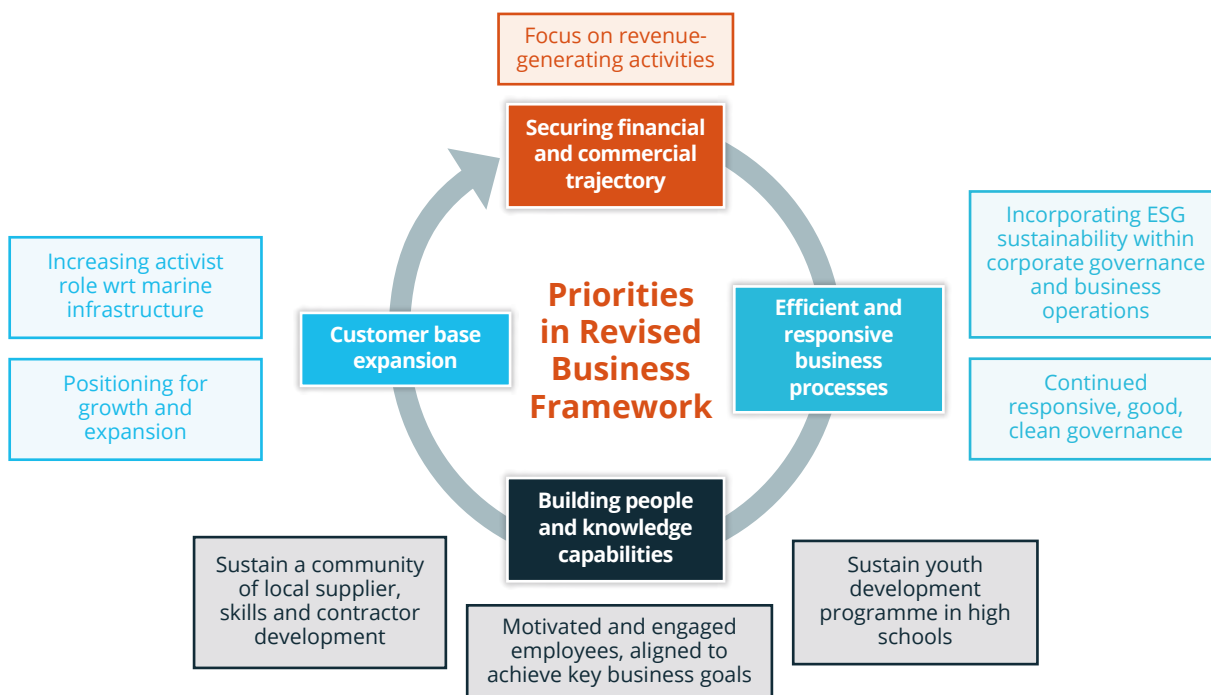 Focus on revenue-
generating activities
Securing financial
and commercial
trajectory
Incorporating ESG
sustainability within
corporate governance
and business
operations
Increasing activist
role wrt marine
infrastructure
Priorities
in Revised
Business
Framework
Efficient and
responsive
business
processes
Customer base
expansion
Positioning for
growth and
expansion
Continued
responsive, good,
clean governance
Building people
and knowledge
capabilities
Sustain a community
of local supplier,
skills and contractor
development
Motivated and engaged
employees, aligned to
achieve key business goals
Sustain youth
development
programme in high
schools